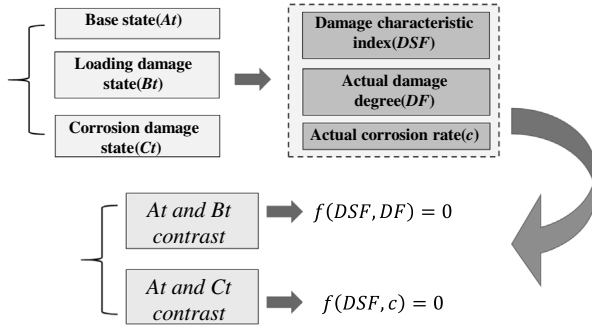 Base state(At)
Loading damage
state(Bt)
Corrosion damage
state(Ct)
Damage characteristic
index(DSF)
Actual damage
degree(DF)
Actual corrosion rate(c)
At and Bt
contrast
f(DSF, DF) = 0
At and Ct
contrast
f(DSF, c) = 0